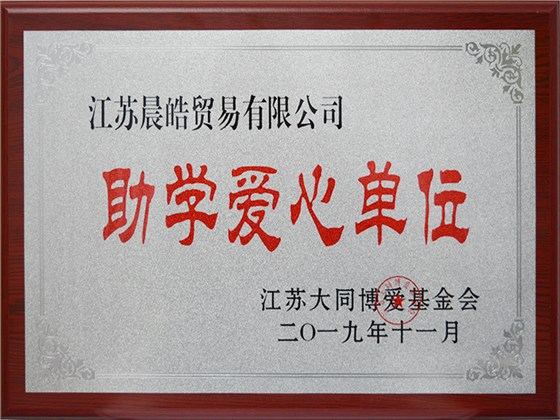 江苏晨皓贸易有限公司
助学爱心单位
江苏大同博爱基金会
二〇一九年十一月